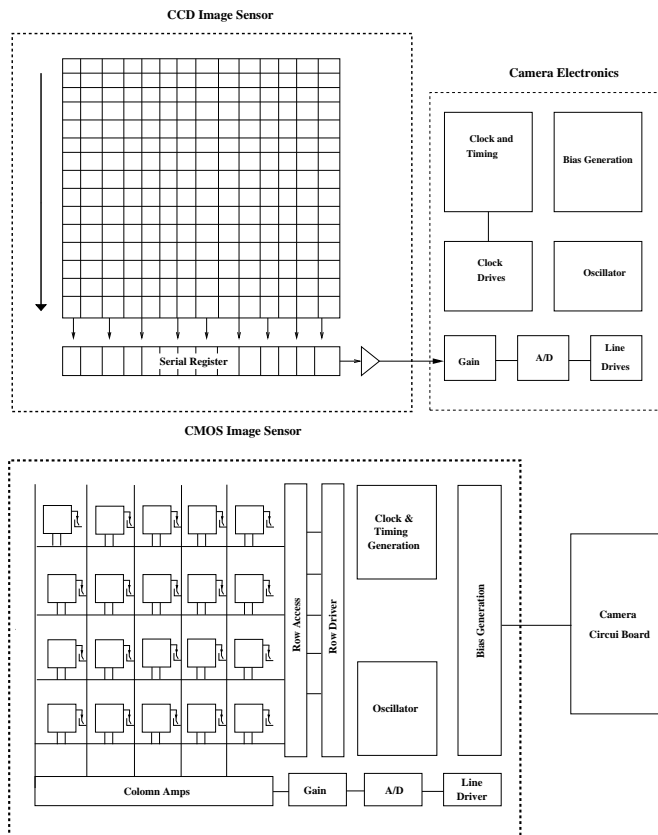 CCD Image Sensor
Camera Electronics
Clock and
Timing
Bias Generation
Clock
Drives
Oscillator
Serial Register
Gain
A/D
Line
Drives
CMOS Image Sensor
Row Access
Row Driver
Clock &
Timing
Generation
Bias Generation
Camera
Circui Board
Oscillator
Colomn Amps
Gain
A/D
Line
Driver